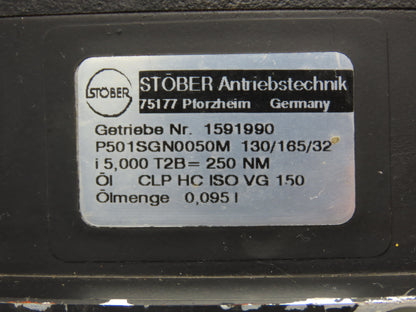 STÖBER
STÖBER Antriebstechnik
75177 Pforzheim Germany
Getriebe Nr. 1591990
P501SGN0050M 130/165/32
i 5,000 T2B= 250 NM
Öl CLP HC ISO VG 150
Ölmenge 0,095 l